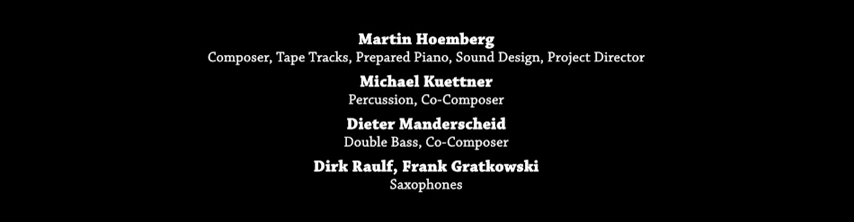 Martin Hoemberg
Composer, Tape Tracks, Prepared Piano, Sound Design, Project Director
Michael Kuettner
Percussion, Co-Composer
Dieter Manderscheid
Double Bass, Co-Composer
Dirk Raulf, Frank Gratkowski
Saxophones